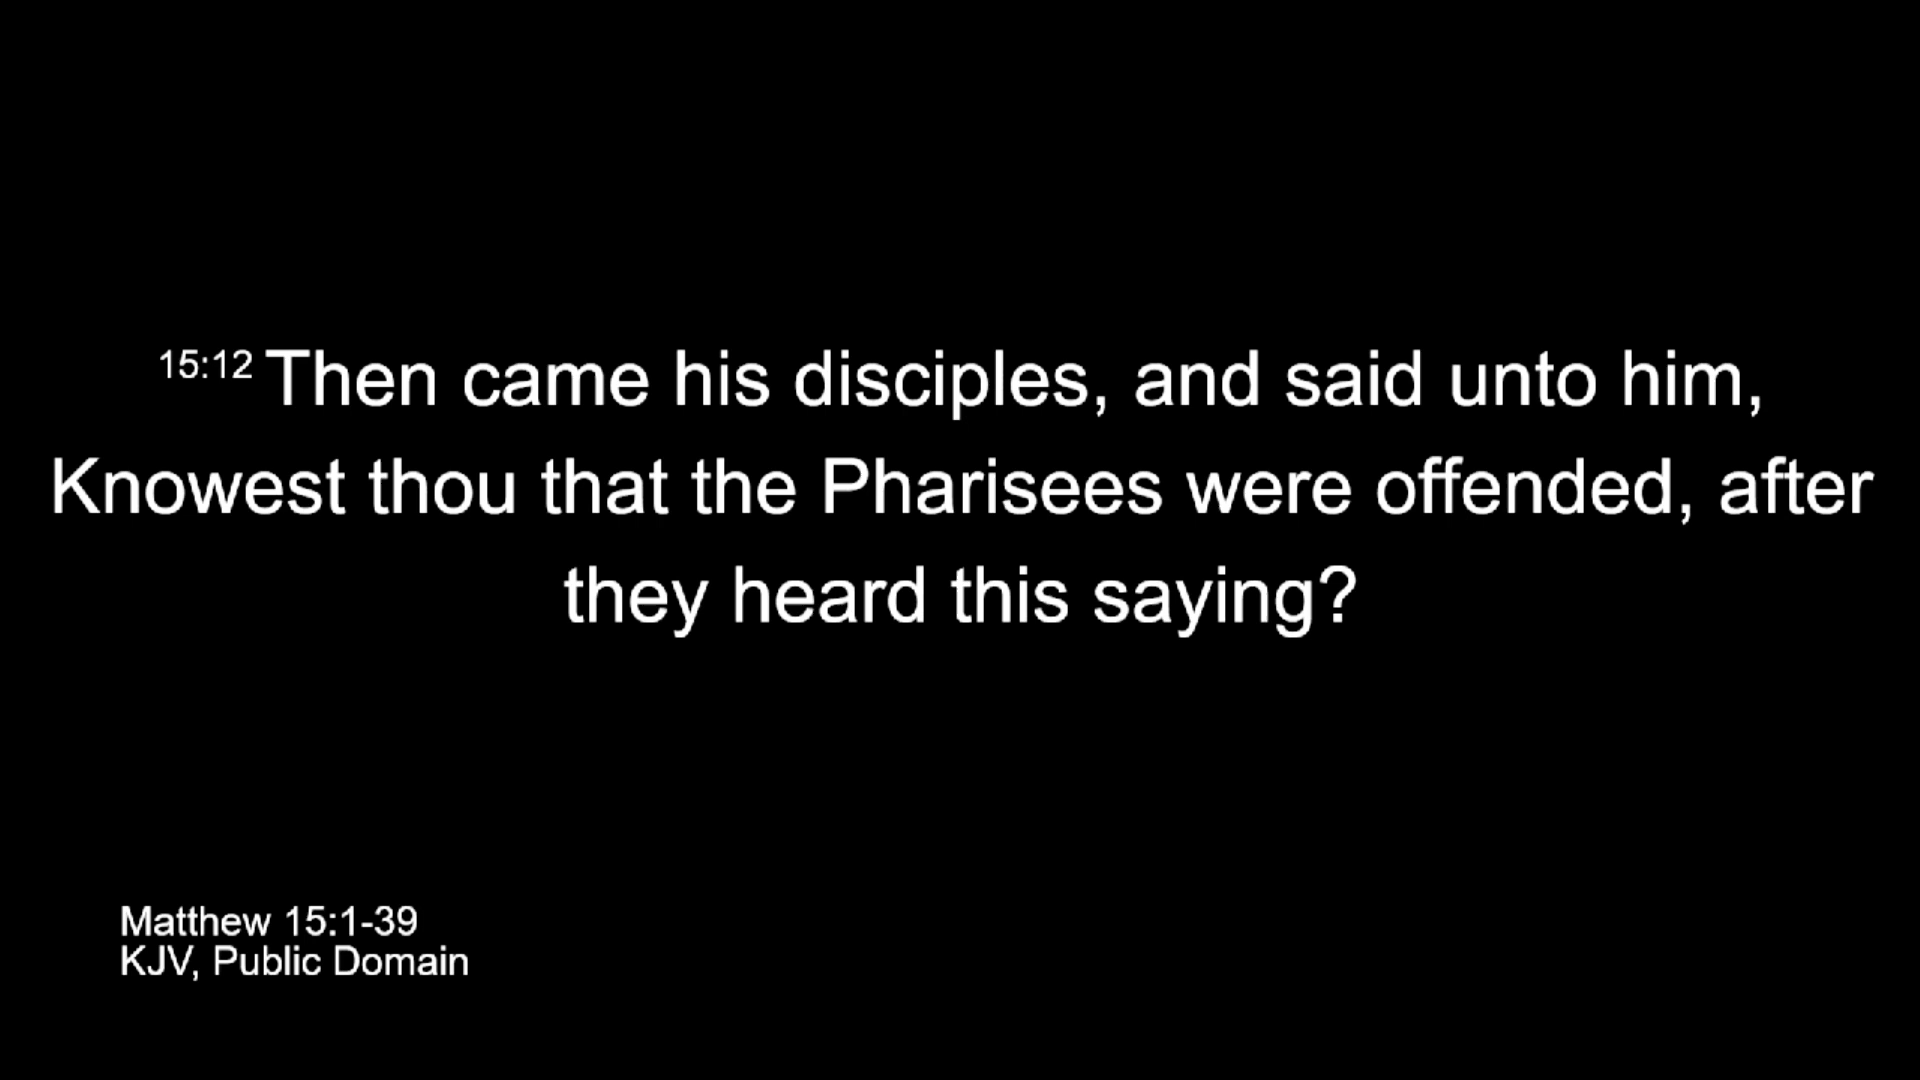 15:12 Then came his disciples, and said unto him,
Knowest thou that the Pharisees were offended, after
they heard this saying?
Matthew 15:1-39
KJV, Public Domain